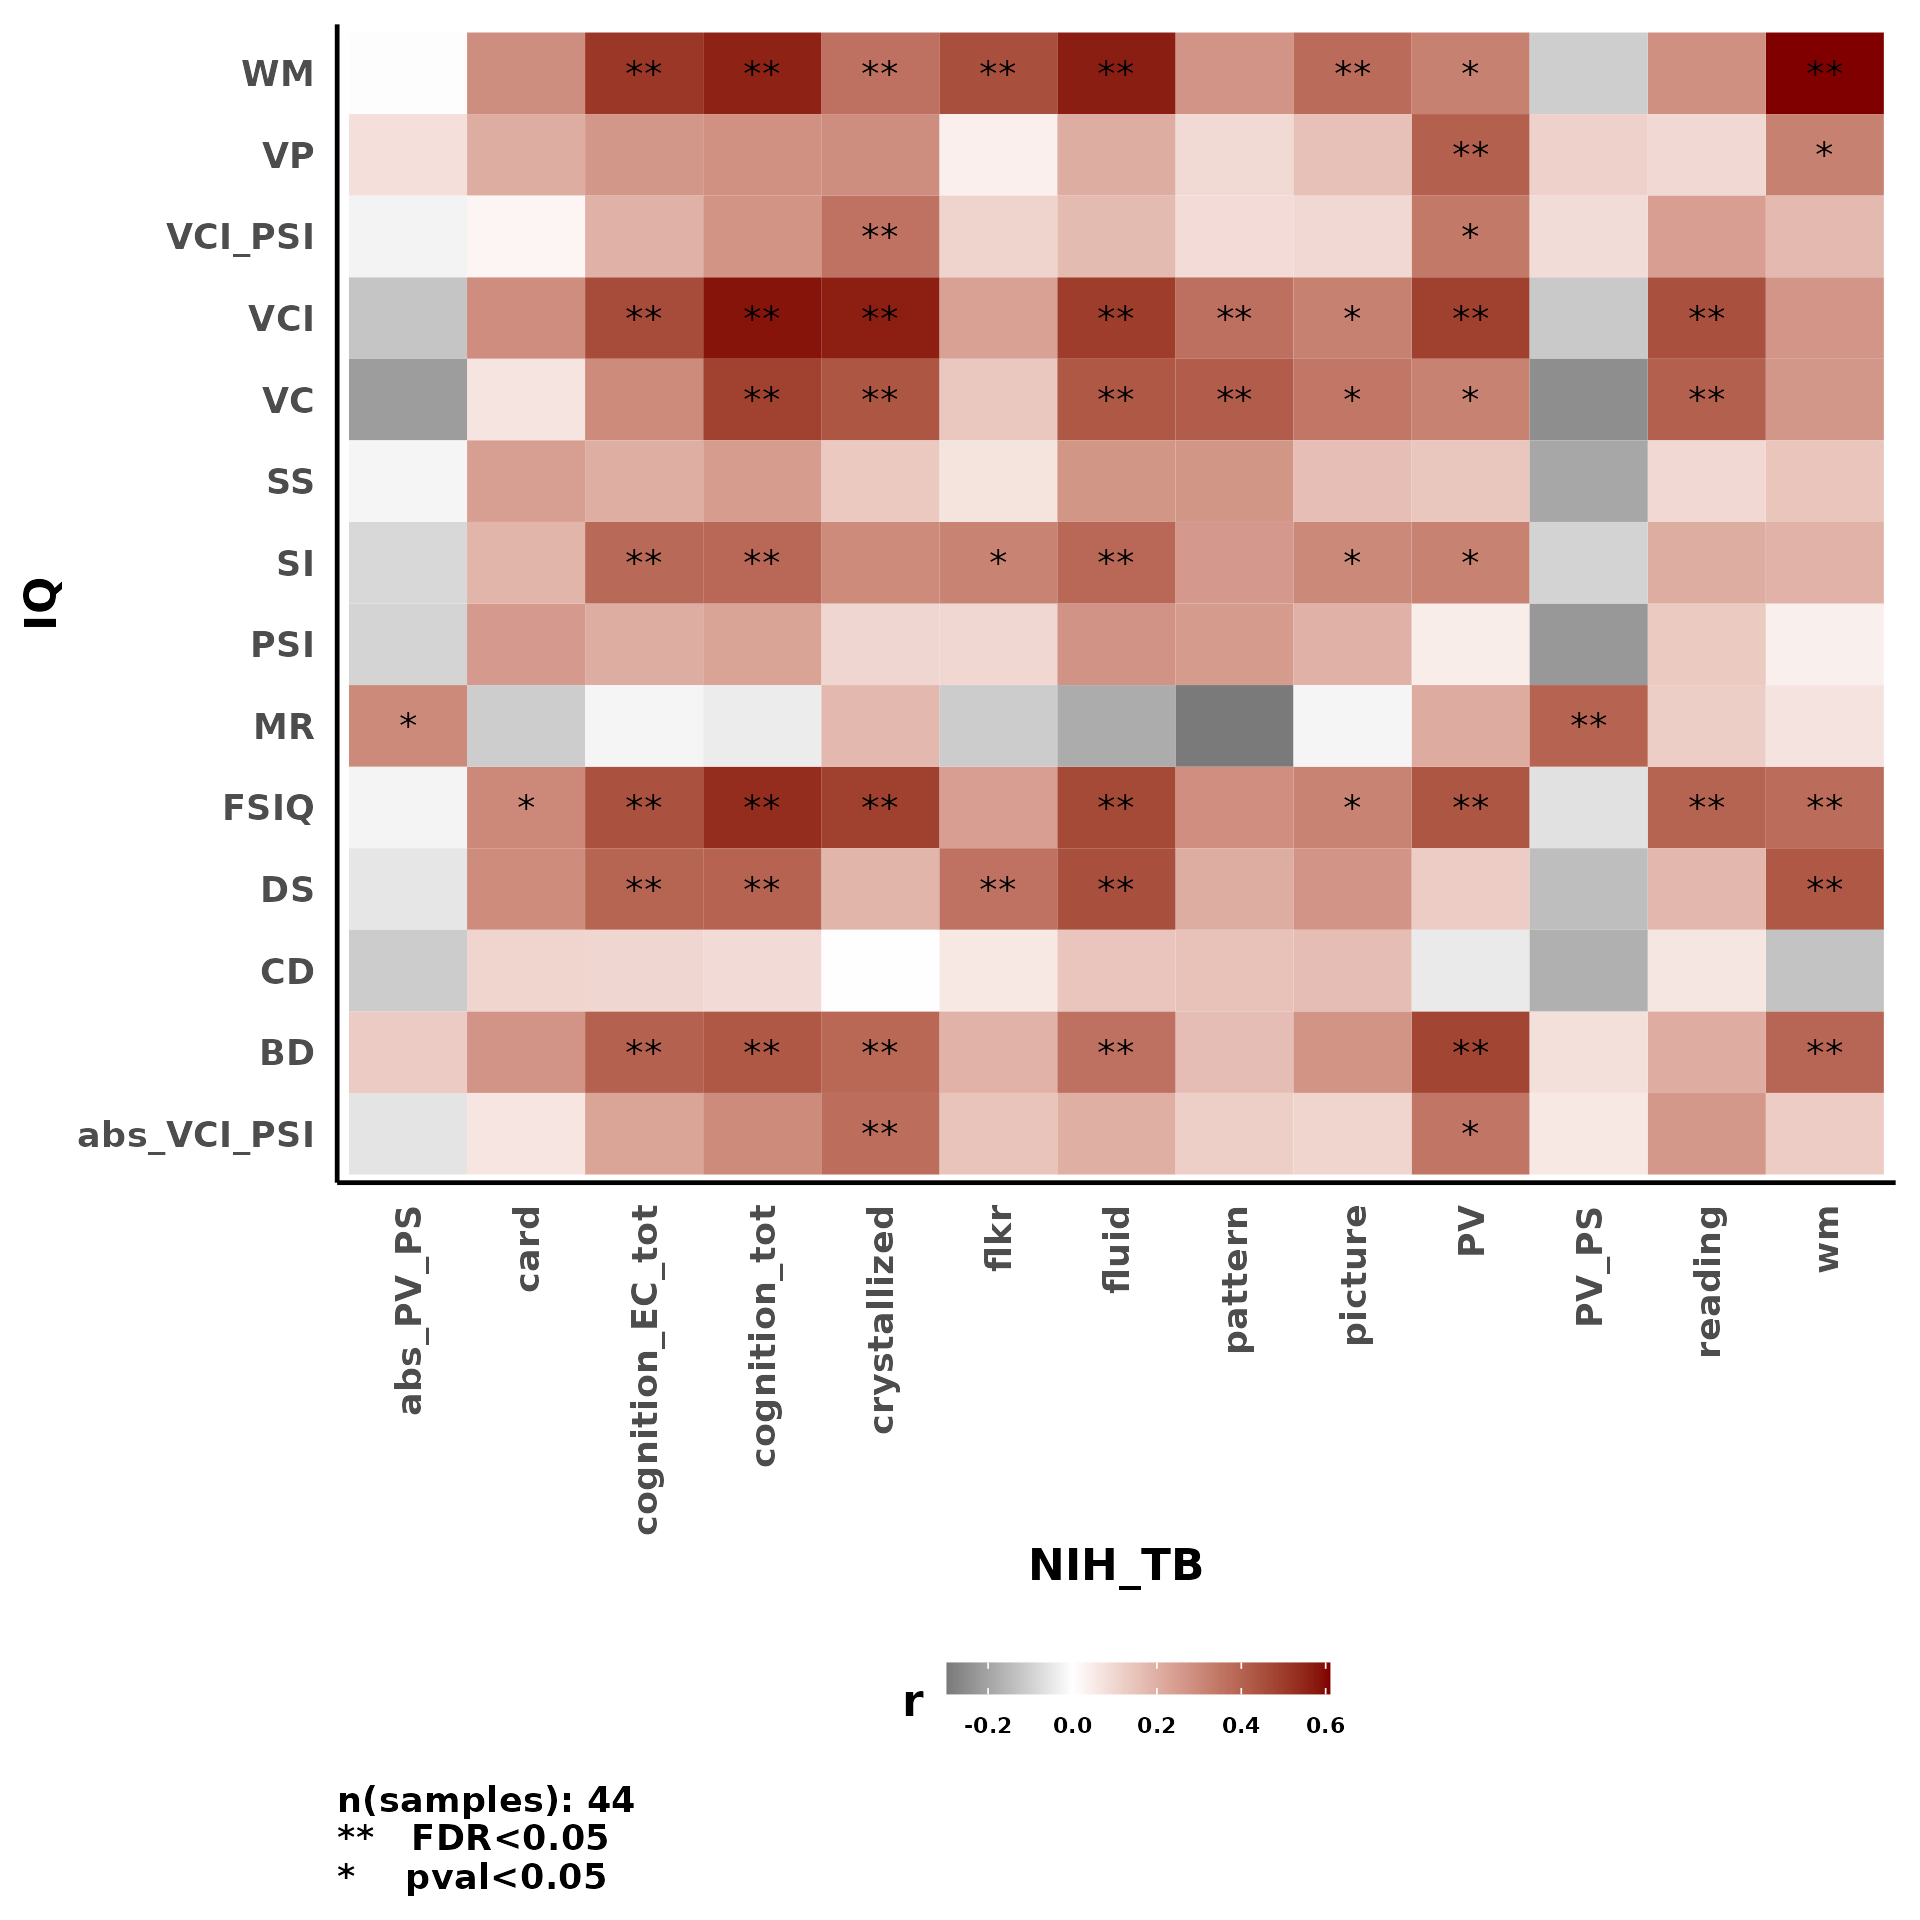 IQ
WM ** ** ** ** ** ** * **
VP ** *
VCI_PSI ** *
VCI ** ** ** ** ** * ** **
VC ** ** ** ** * * **
SS
SI ** ** * ** * *
PSI
MR * **
FSIQ * ** ** ** ** * ** ** **
DS ** ** ** ** **
CD
BD ** ** ** ** ** **
abs_VCI_PSI ** *
abs_PV_PS
card
cognition_EC_tot
cognition_tot
crystallized
flkr
fluid
pattern
picture
PV
PV_PS
reading
wm
NIH_TB
r
-0.2 0.0 0.2 0.4 0.6
n(samples): 44
** FDR<0.05
* pval<0.05